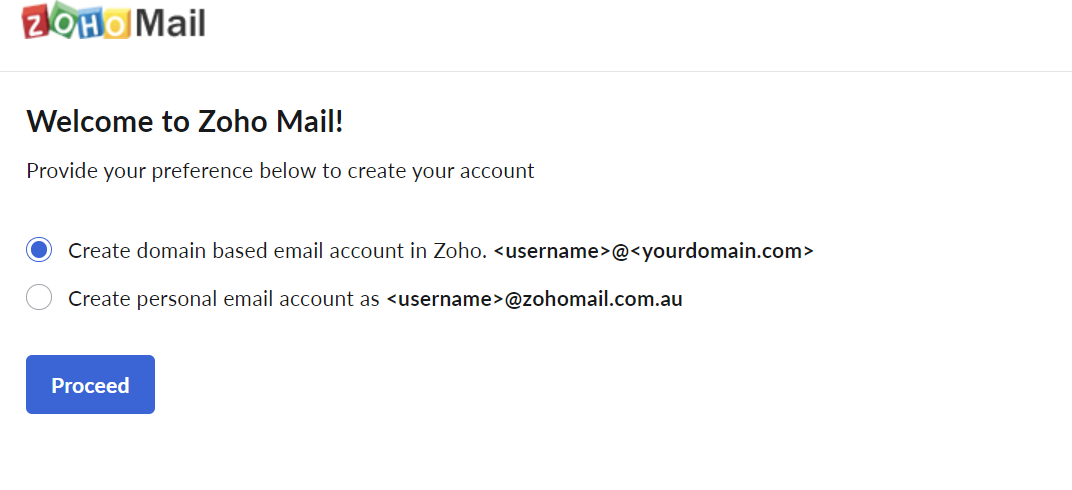 ZOHO Mail
Welcome to Zoho Mail!
Provide your preference below to create your account
Create domain based email account in Zoho. <username>@<yourdomain.com>
Create personal email account as <username>@zohomail.com.au
Proceed